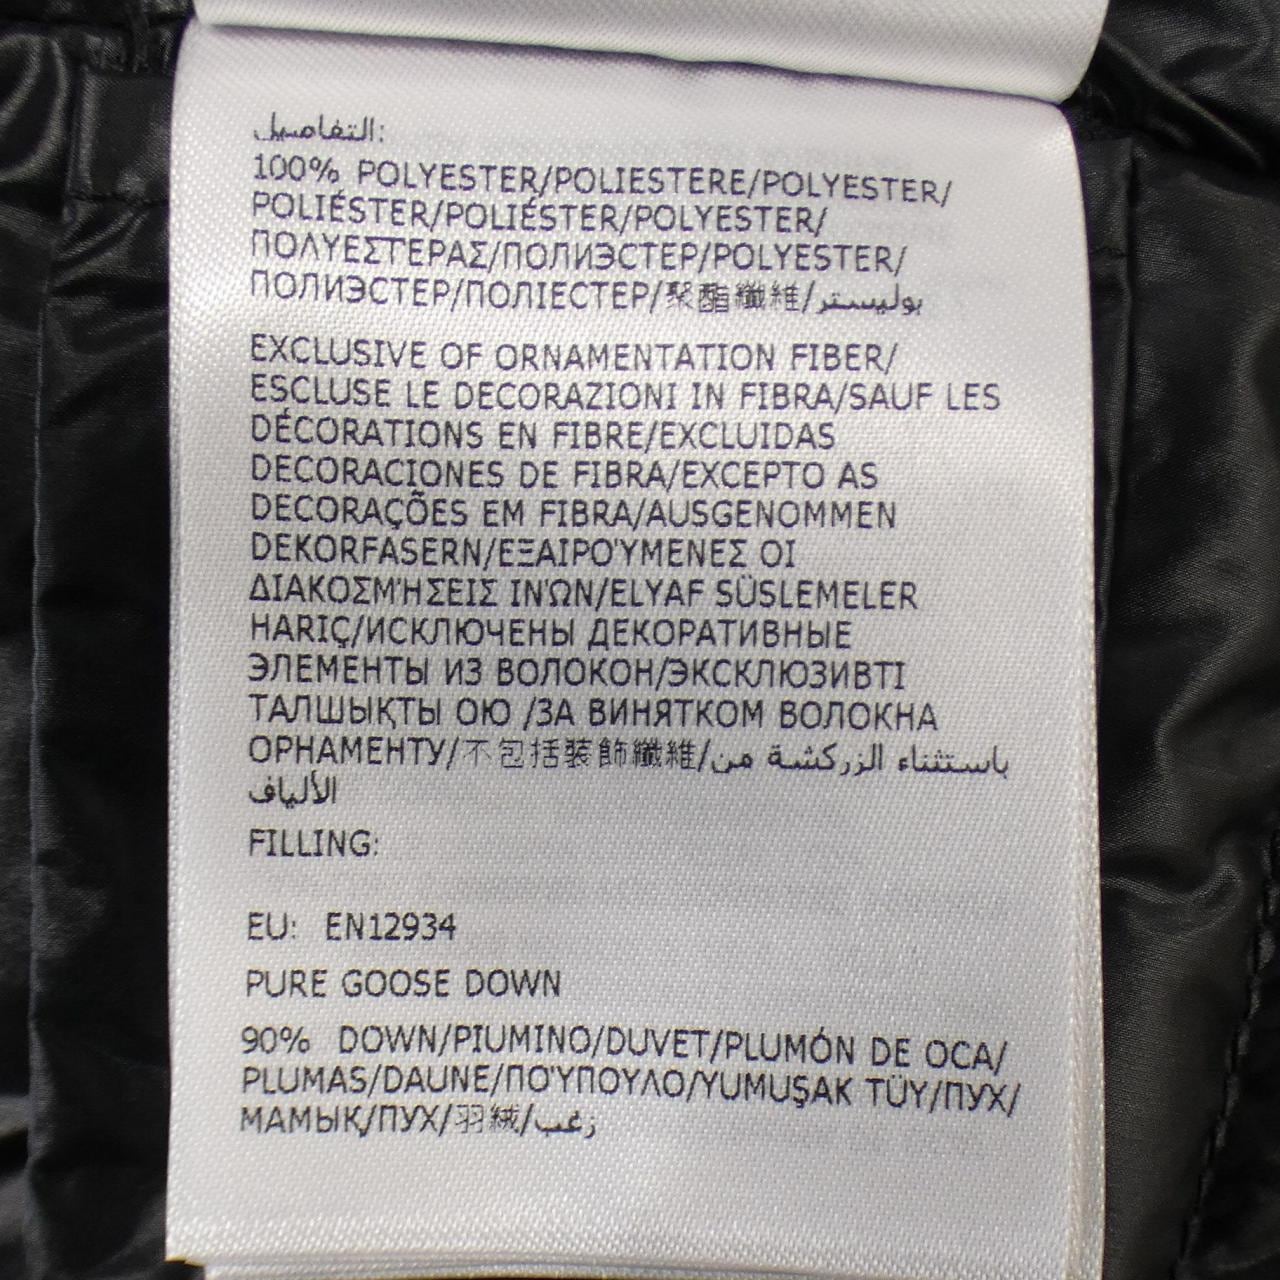 التفاصيل:
100% POLYESTER/POLIESTERE/POLYESTER/
POLIÉSTER/POLIÉSTER/POLYESTER/
ΠΟΛΥΕΣΤΕΡΑΣ/ПОЛИЭСТЕР/POLYESTER/
ПОЛИЭСТЕР/ПОЛІЕСТЕР/聚酯纖維/بوليستر
EXCLUSIVE OF ORNAMENTATION FIBER/
ESCLUSE LE DECORAZIONI IN FIBRA/SAUF LES
DÉCORATIONS EN FIBRE/EXCLUIDAS
DECORACIONES DE FIBRA/EXCEPTO AS
DECORAÇÕES EM FIBRA/AUSGENOMMEN
DEKORFASERN/ΕΞΑΙΡΟΎΜΕΝΕΣ ΟΙ
ΔΙΑΚΟΣΜΉΣΕΙΣ ΙΝΏΝ/ELYAF SÜSLEMELER
HARIÇ/ИСКЛЮЧЕНЫ ДЕКОРАТИВНЫЕ
ЭЛЕМЕНТЫ ИЗ ВОЛОКОН/ЭКСКЛЮЗИВТІ
ТАЛШЫҚТЫ ОЮ /ЗА ВИНЯТКОМ ВОЛОКНА
ОРНАМЕНТУ/不包括裝飾纖維/باستثناء الزركشة من
الألياف
FILLING:
EU: EN12934
PURE GOOSE DOWN
90% DOWN/PIUMINO/DUVET/PLUMÓN DE OCA/
PLUMAS/DAUNE/ΠΟΎΠΟΥΛΟ/YUMUŞAK TÜY/ПУХ/
МАМЫҚ/ПУХ/羽絨/زغب